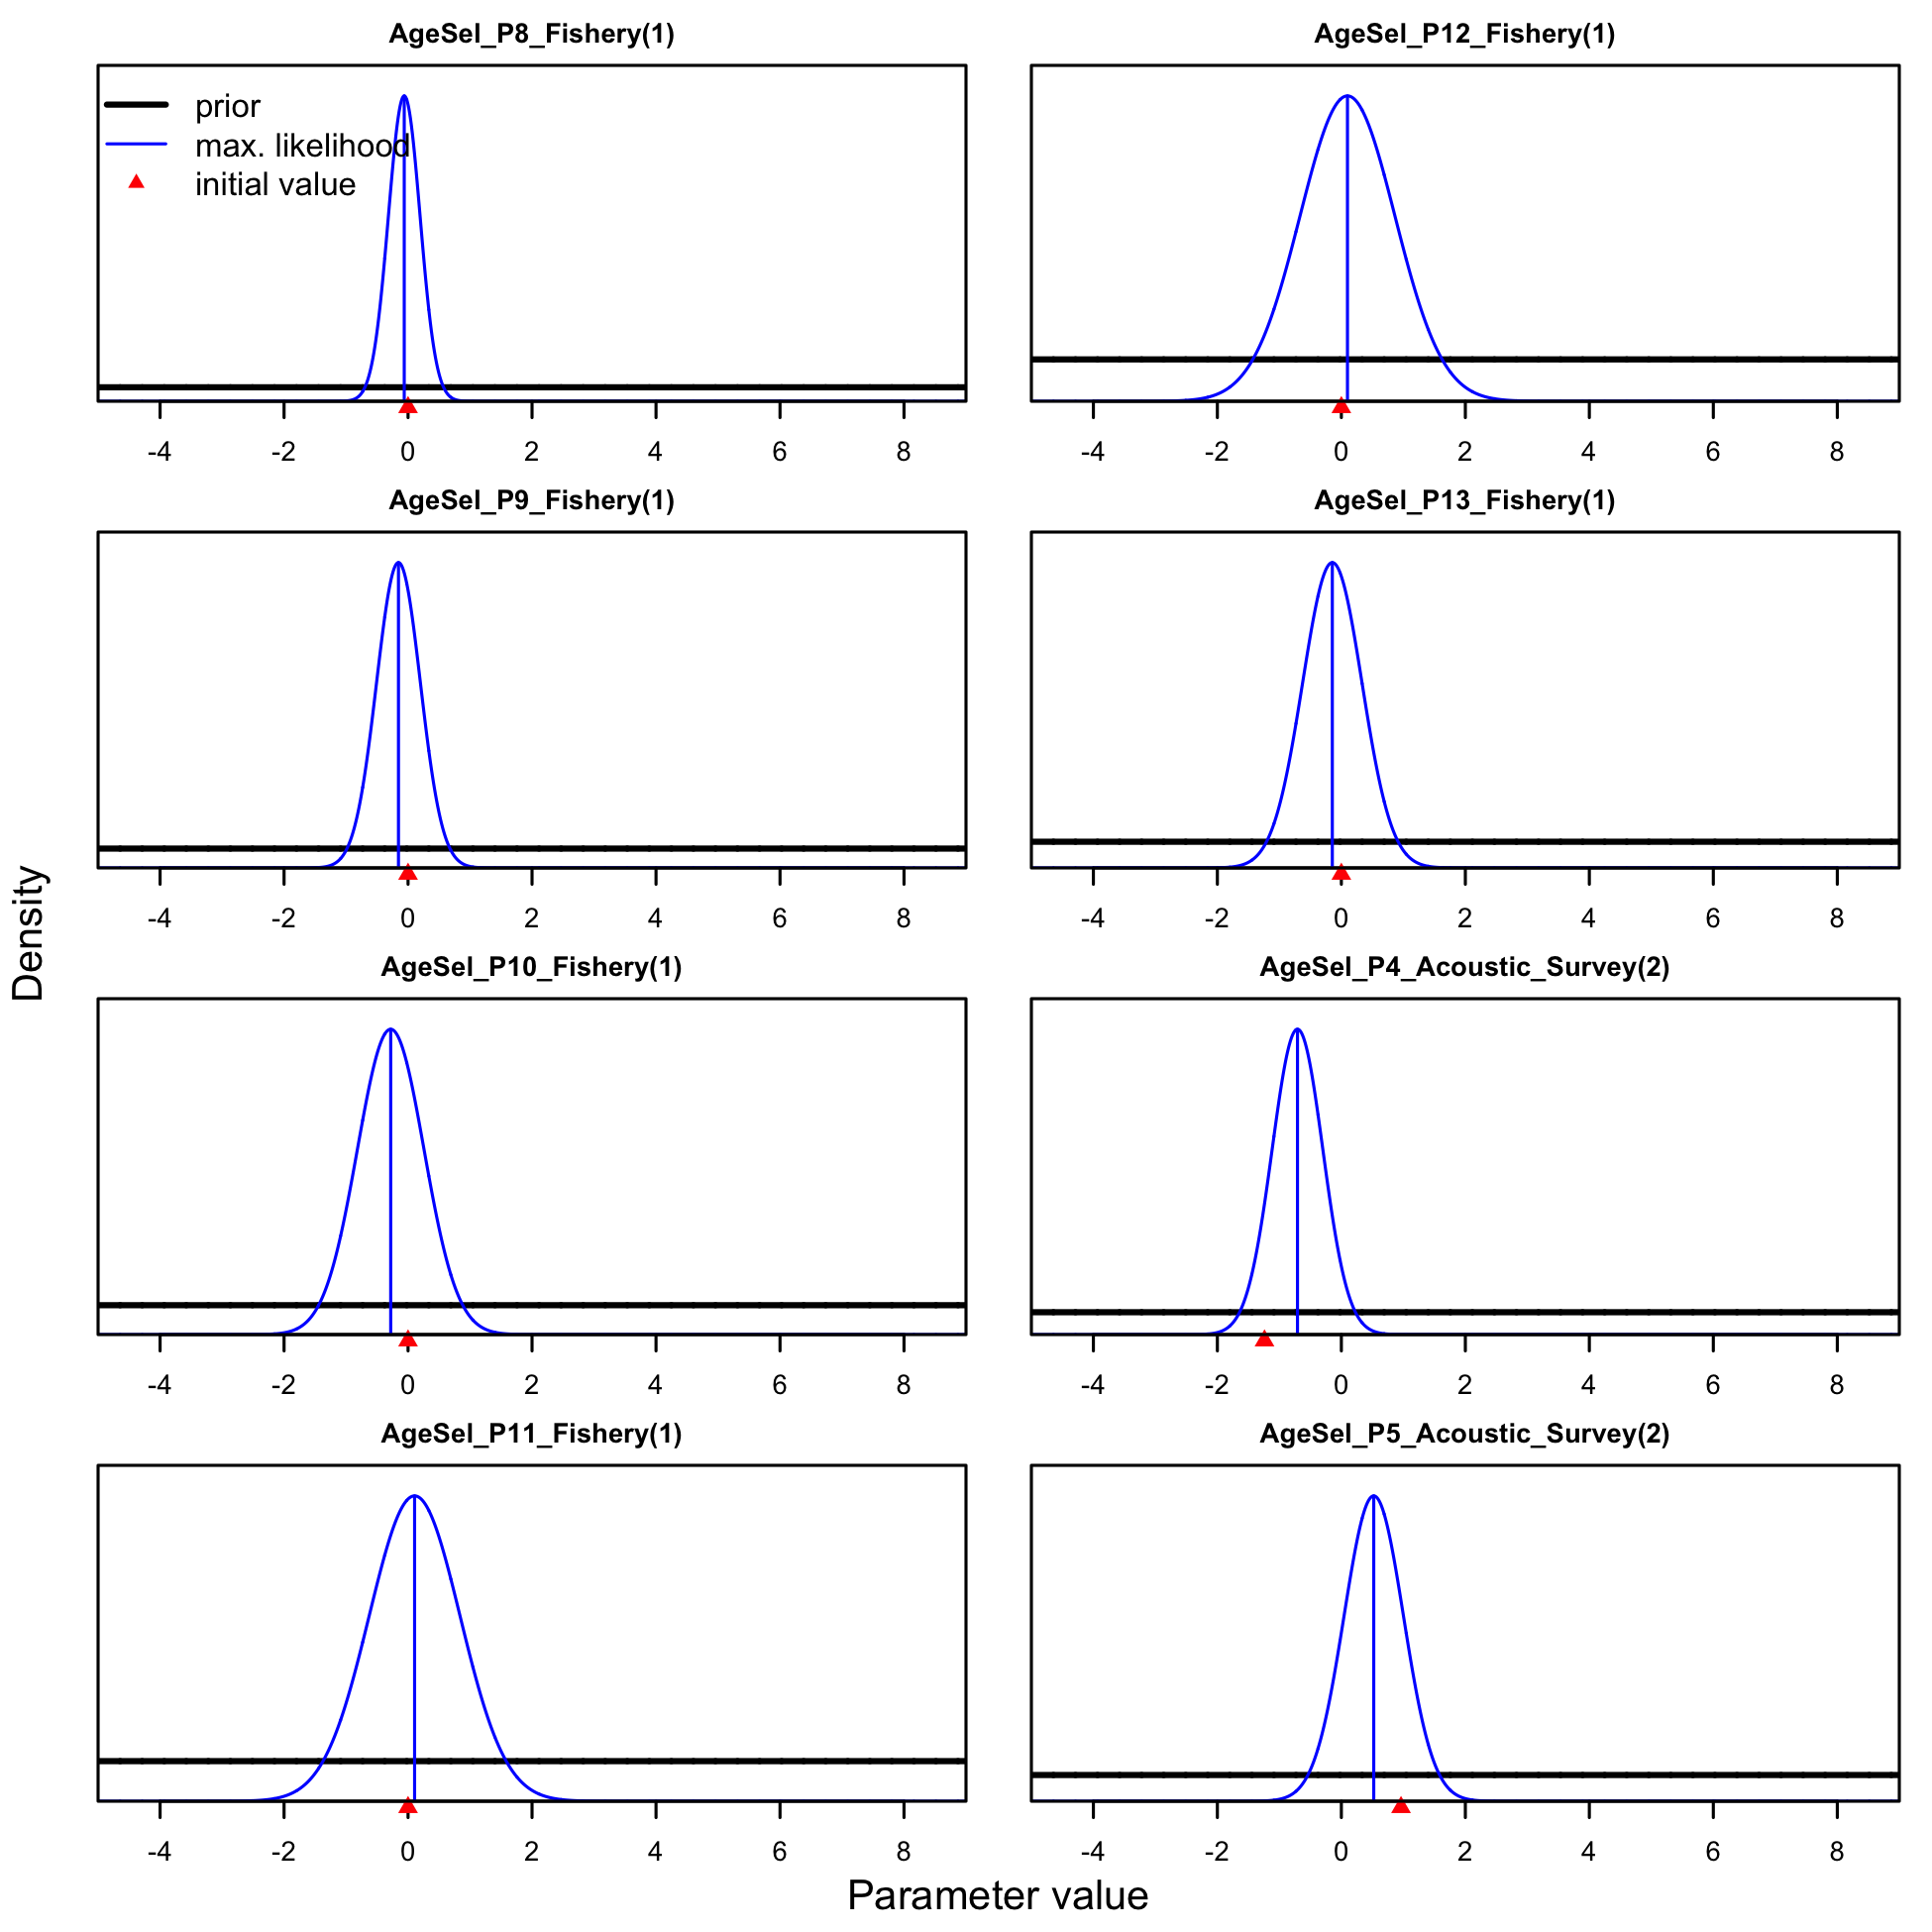 AgeSel_P8_Fishery(1)
prior
max. likelihood
initial value
-4 -2 0 2 4 6 8
AgeSel_P12_Fishery(1)
-4 -2 0 2 4 6 8
AgeSel_P9_Fishery(1)
-4 -2 0 2 4 6 8
AgeSel_P13_Fishery(1)
-4 -2 0 2 4 6 8
Density
AgeSel_P10_Fishery(1)
-4 -2 0 2 4 6 8
AgeSel_P4_Acoustic_Survey(2)
-4 -2 0 2 4 6 8
AgeSel_P11_Fishery(1)
-4 -2 0 2 4 6 8
AgeSel_P5_Acoustic_Survey(2)
-4 -2 0 2 4 6 8
Parameter value